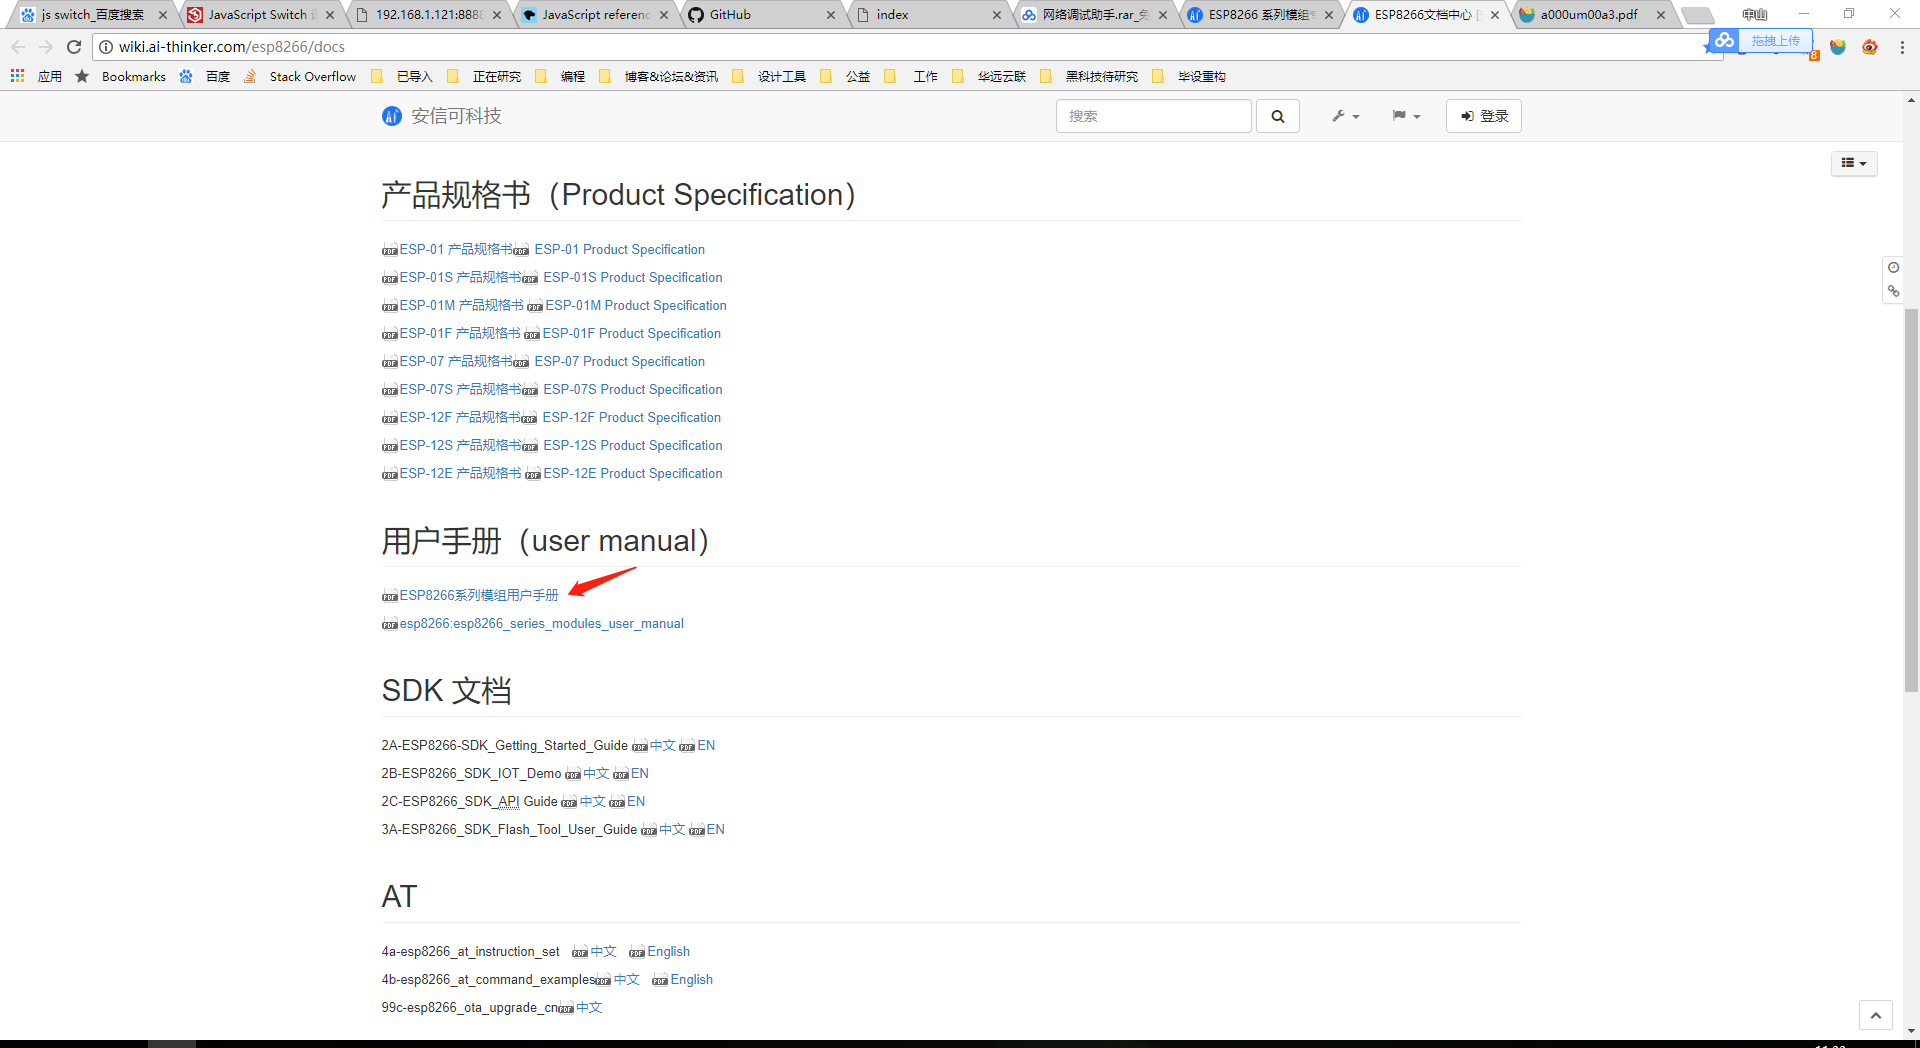 js switch_百度搜索
JavaScript Switch
192.168.1.121:8888
JavaScript referenc
GitHub
index
网络调试助手.rar_免
ESP8266 系列模组专
ESP8266文档中心
a000um00a3.pdf
中山
wiki.ai-thinker.com/esp8266/docs
拖拽上传
8
应用 Bookmarks 百度 Stack Overflow 已导入 正在研究 编程 博客&论坛&资讯 设计工具 公益 工作 华远云联 黑科技待研究 毕设重构
安信可科技
搜索
登录
产品规格书（Product Specification）
ESP-01 产品规格书 ESP-01 Product Specification
ESP-01S 产品规格书 ESP-01S Product Specification
ESP-01M 产品规格书 ESP-01M Product Specification
ESP-01F 产品规格书 ESP-01F Product Specification
ESP-07 产品规格书 ESP-07 Product Specification
ESP-07S 产品规格书 ESP-07S Product Specification
ESP-12F 产品规格书 ESP-12F Product Specification
ESP-12S 产品规格书 ESP-12S Product Specification
ESP-12E 产品规格书 ESP-12E Product Specification
用户手册（user manual）
ESP8266系列模组用户手册
esp8266:esp8266_series_modules_user_manual
SDK 文档
2A-ESP8266-SDK_Getting_Started_Guide 中文 EN
2B-ESP8266_SDK_IOT_Demo 中文 EN
2C-ESP8266_SDK_API Guide 中文 EN
3A-ESP8266_SDK_Flash_Tool_User_Guide 中文 EN
AT
4a-esp8266_at_instruction_set 中文 English
4b-esp8266_at_command_examples 中文 English
99c-esp8266_ota_upgrade_cn 中文